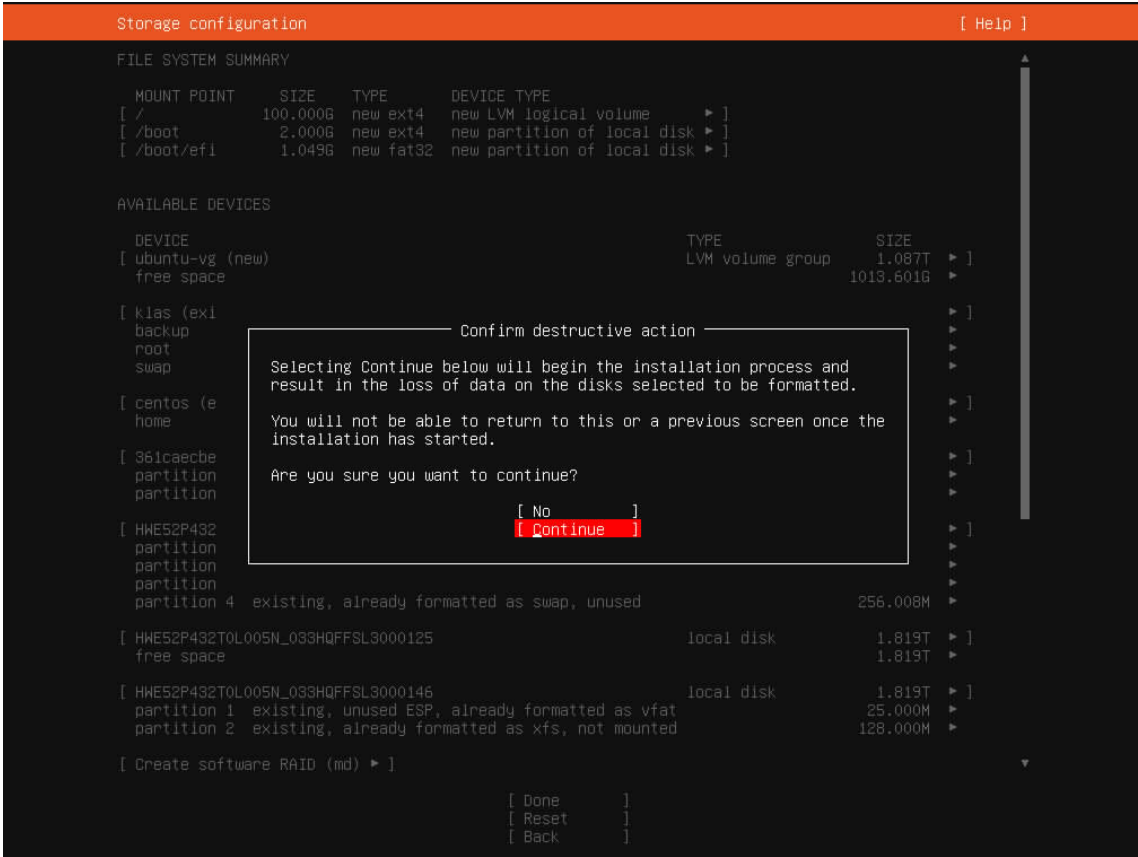 Storage configuration [ Help ]
FILE SYSTEM SUMMARY
MOUNT POINT SIZE TYPE DEVICE TYPE
[ / 100.000G new ext4 new LVM logical volume ▸ ]
[ /boot 2.000G new ext4 new partition of local disk ▸ ]
[ /boot/efi 1.049G new fat32 new partition of local disk ▸ ]
AVAILABLE DEVICES
DEVICE TYPE SIZE
[ ubuntu-vg (new) LVM volume group 1.087T ▸ ]
free space 1013.601G ▸
[ klas (exi ▸ ]
backup ▸
root ▸
swap ▸
[ centos (e ▸ ]
home ▸
[ 361caecbe ▸ ]
partition ▸
partition ▸
[ HWE52P432 ▸ ]
partition ▸
partition ▸
partition ▸
partition 4 existing, already formatted as swap, unused 256.008M ▸
[ HWE52P432T0L005N_033HQFFSL3000125 local disk 1.819T ▸ ]
free space 1.819T ▸
[ HWE52P432T0L005N_033HQFFSL3000146 local disk 1.819T ▸ ]
partition 1 existing, unused ESP, already formatted as vfat 25.000M ▸
partition 2 existing, already formatted as xfs, not mounted 128.000M ▸
[ Create software RAID (md) ▸ ]
[ Done ]
[ Reset ]
[ Back ]
Confirm destructive action
Selecting Continue below will begin the installation process and
result in the loss of data on the disks selected to be formatted.
You will not be able to return to this or a previous screen once the
installation has started.
Are you sure you want to continue?
[ No ]
[ Continue ]